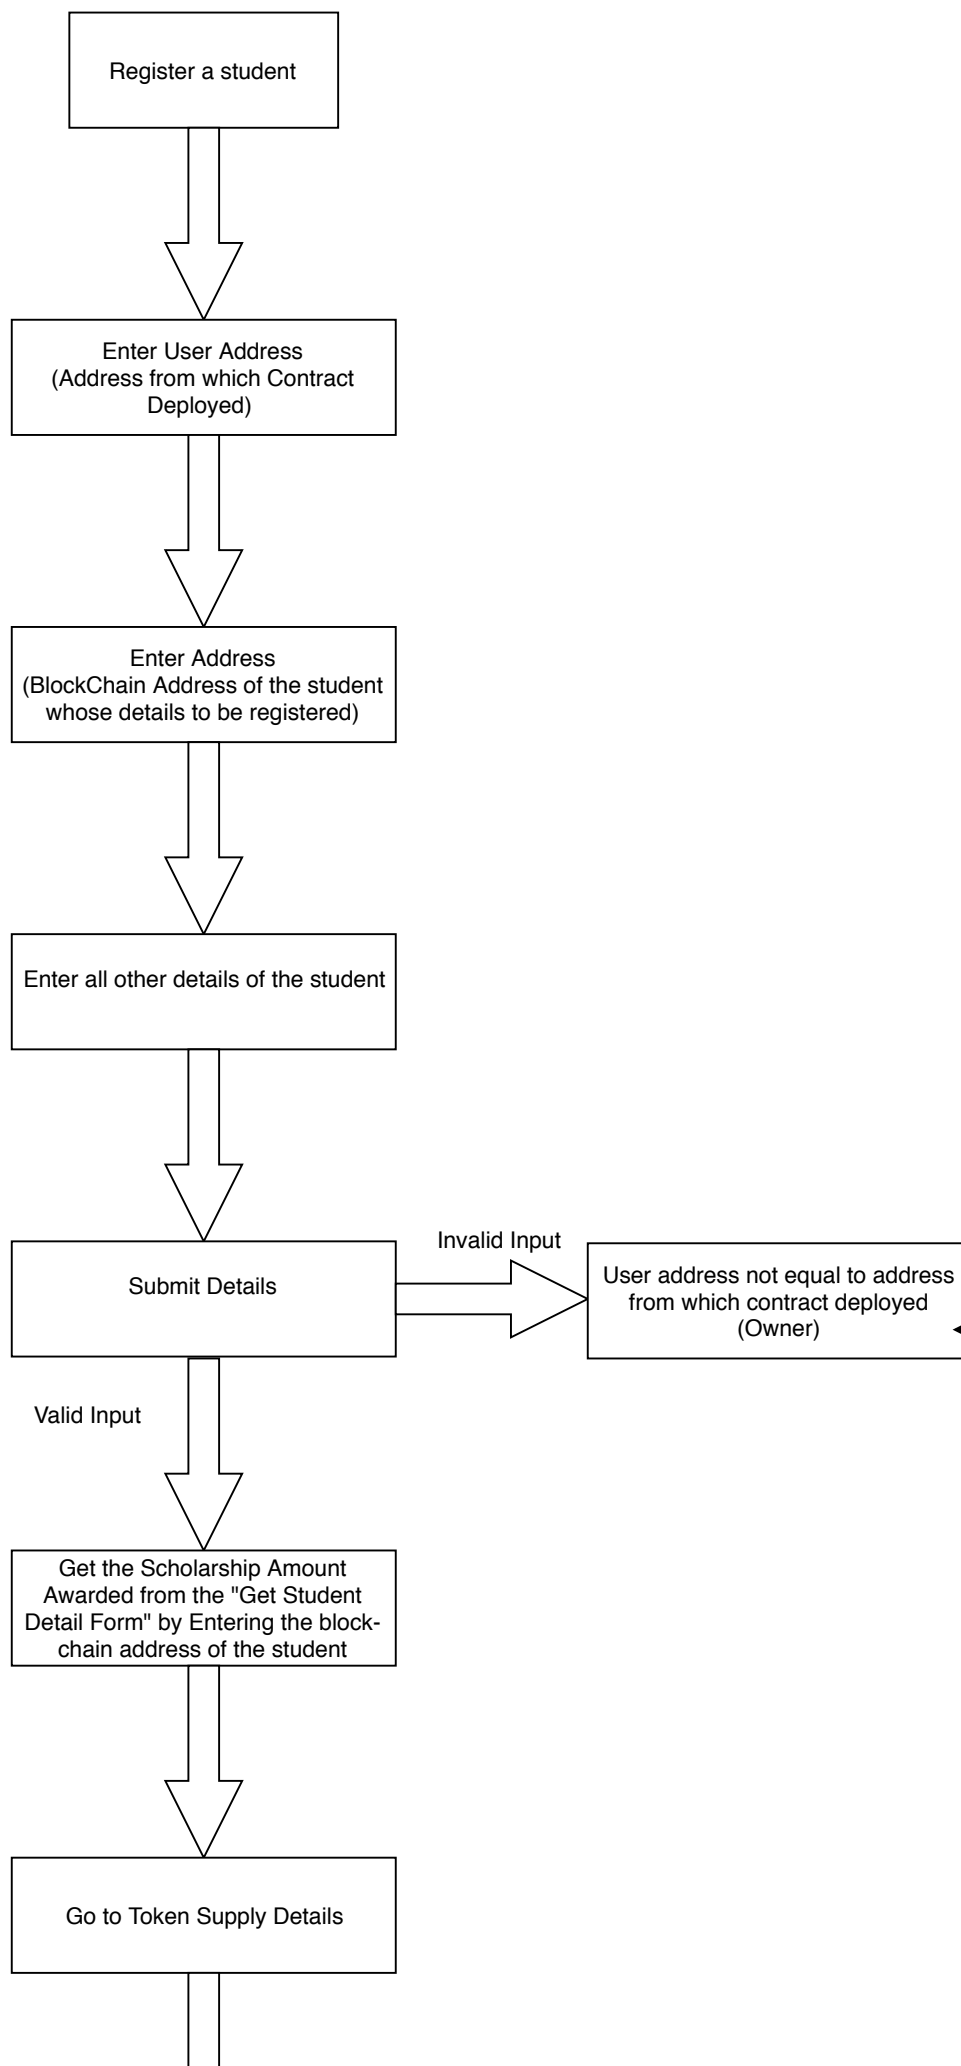 Register a student
Enter User Address
(Address from which Contract
Deployed)
Enter Address
(BlockChain Address of the student
whose details to be registered)
Enter all other details of the student
Submit Details
Invalid Input
User address not equal to address
from which contract deployed
(Owner)
Valid Input
Get the Scholarship Amount
Awarded from the "Get Student
Detail Form" by Entering the block-
chain address of the student
Go to Token Supply Details